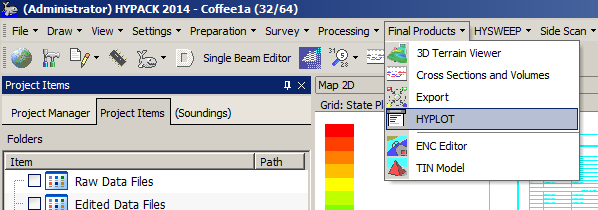 (Administrator) HYPACK 2014 - Coffee1a (32/64)
File Draw View Settings Preparation Survey Processing Final Products HYSWEEP Side Scan
Single Beam Editor
Project Items
Map 2D
3D Terrain Viewer
Cross Sections and Volumes
Export
HYPLOT
ENC Editor
TIN Model
Project Manager Project Items (Soundings)
Grid: State Pl
Folders
Item Path
Raw Data Files
Edited Data Files